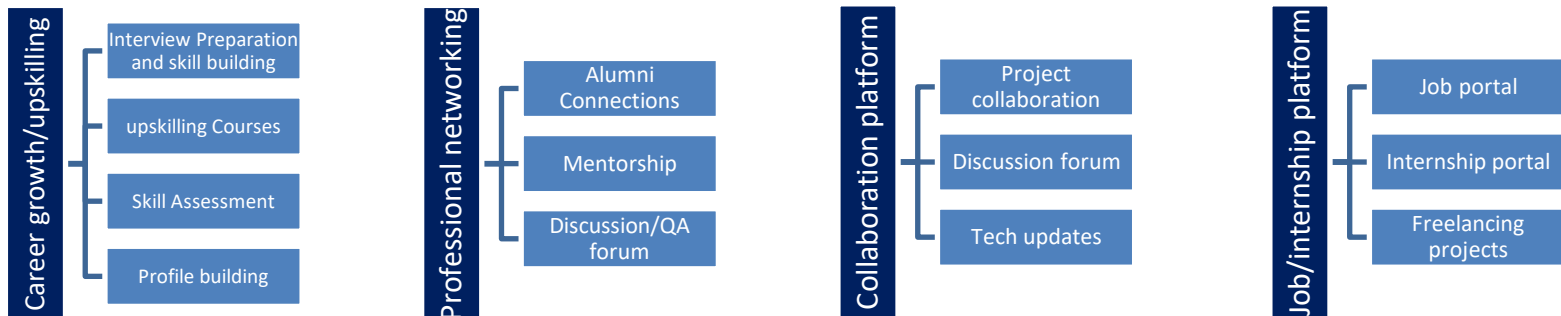 Career growth/upskilling
Interview Preparation
and skill building
upskilling Courses
Skill Assessment
Profile building
Professional networking
Alumni
Connections
Mentorship
Discussion/QA
forum
Collaboration platform
Project
collaboration
Discussion forum
Tech updates
Job/internship platform
Job portal
Internship portal
Freelancing
projects